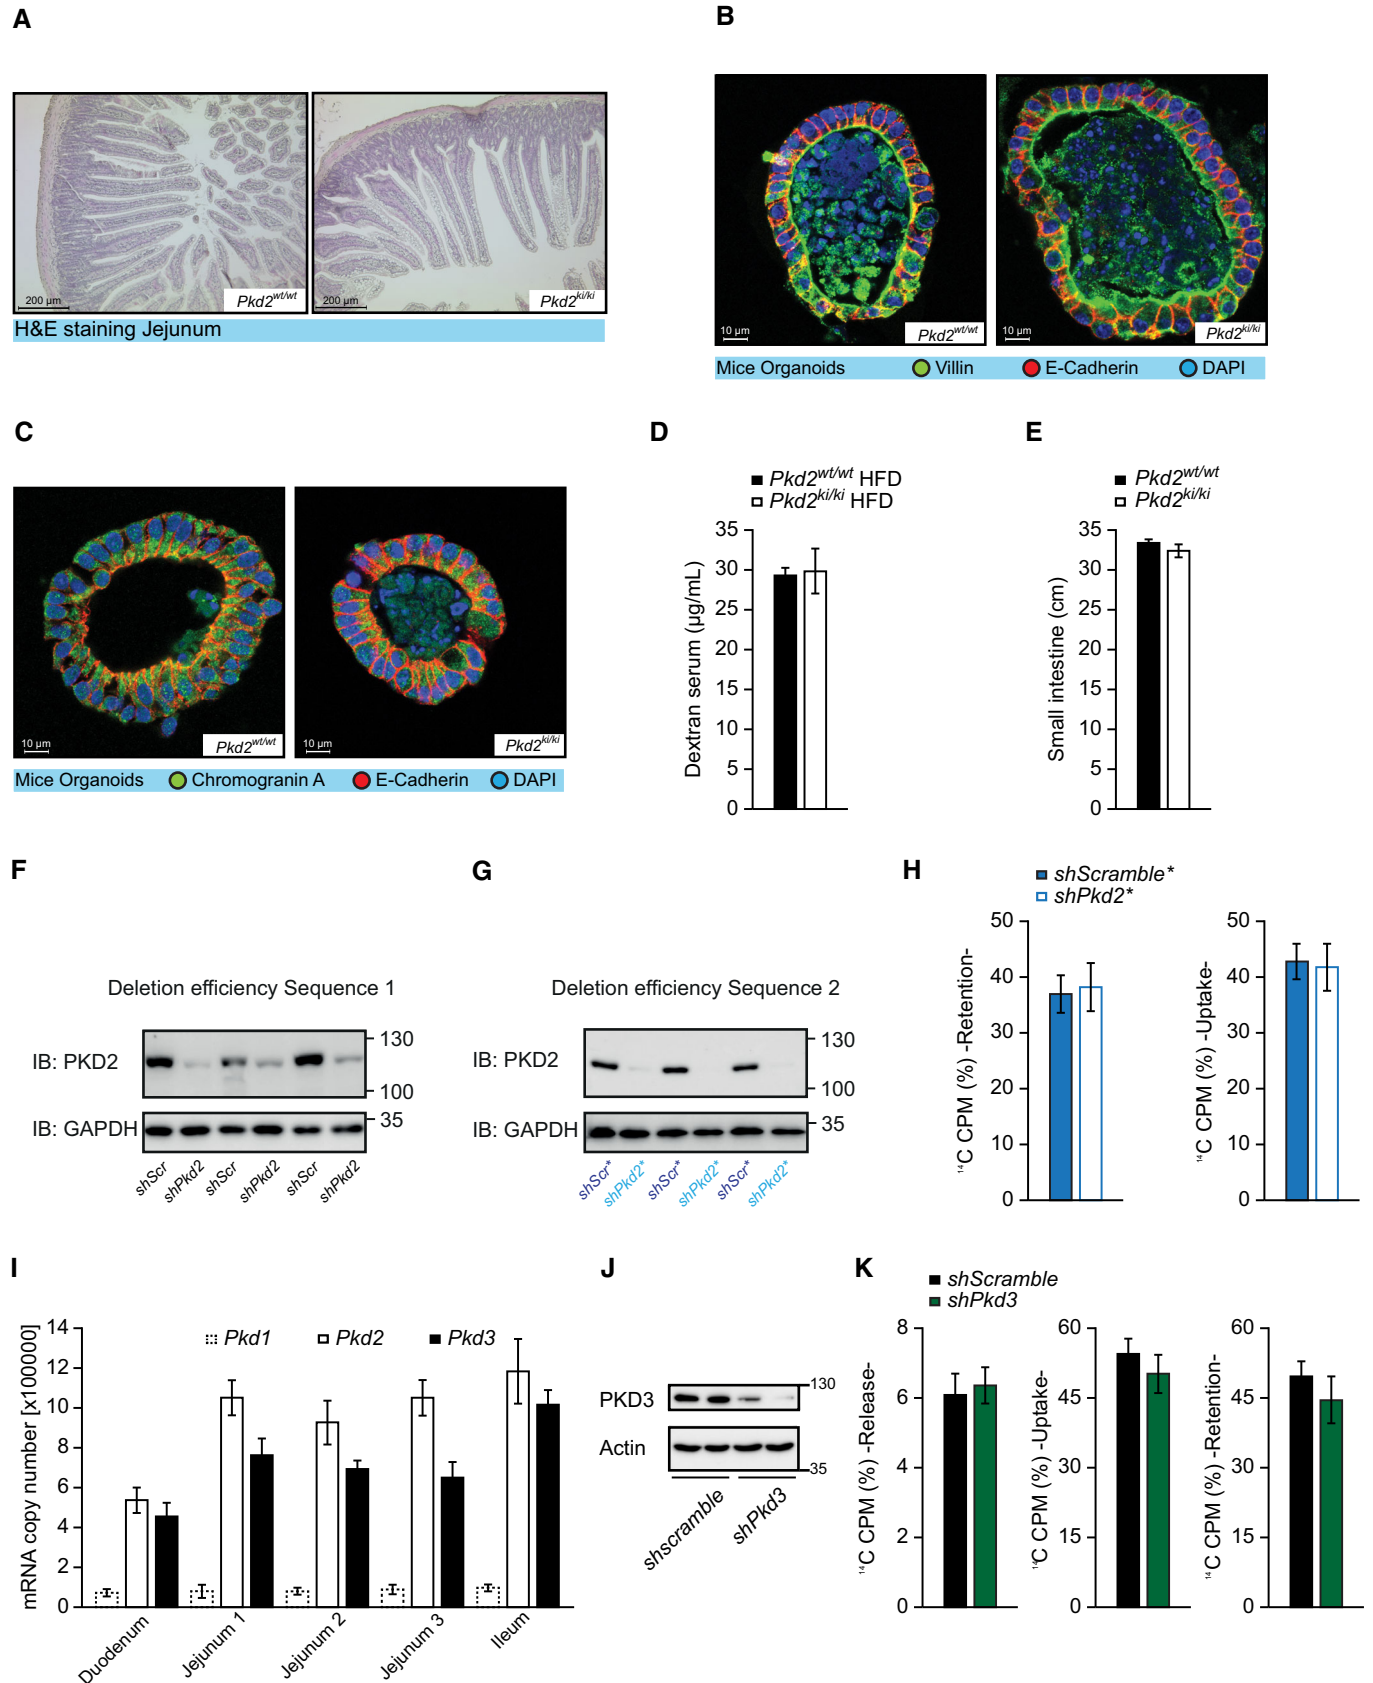 A
200 µm
Pkd2wt/wt
200 µm
Pkd2ki/ki
H&E staining Jejunum
B
10 µm
Pkd2wt/wt
10 µm
Pkd2ki/ki
Mice Organoids Villin E-Cadherin DAPI
C
10 µm
Pkd2wt/wt
10 µm
Pkd2ki/ki
Mice Organoids Chromogranin A E-Cadherin DAPI
D
Pkd2wt/wt HFD
Pkd2ki/ki HFD
Dextran serum (µg/mL)
35
30
25
20
15
10
5
0
E
Pkd2wt/wt
Pkd2ki/ki
Small intestine (cm)
35
30
25
20
15
10
5
0
F
Deletion efficiency Sequence 1
IB: PKD2
130
100
IB: GAPDH
35
shScr shPkd2 shScr shPkd2 shScr shPkd2
G
Deletion efficiency Sequence 2
IB: PKD2
130
100
IB: GAPDH
35
shScr* shPkd2* shScr* shPkd2* shScr* shPkd2*
H
shScramble*
shPkd2*
14C CPM (%) -Retention-
50
40
30
20
10
0
14C CPM (%) -Uptake-
50
40
30
20
10
0
I
mRNA copy number [x100000]
14
12
10
8
6
4
2
0
Pkd1 Pkd2 Pkd3
Duodenum Jejunum 1 Jejunum 2 Jejunum 3 Ileum
J
PKD3
130
Actin
35
shscramble shPkd3
K
shScramble
shPkd3
14C CPM (%) -Release-
8
6
4
2
0
14C CPM (%) -Uptake-
60
45
30
15
0
14C CPM (%) -Retention-
60
45
30
15
0